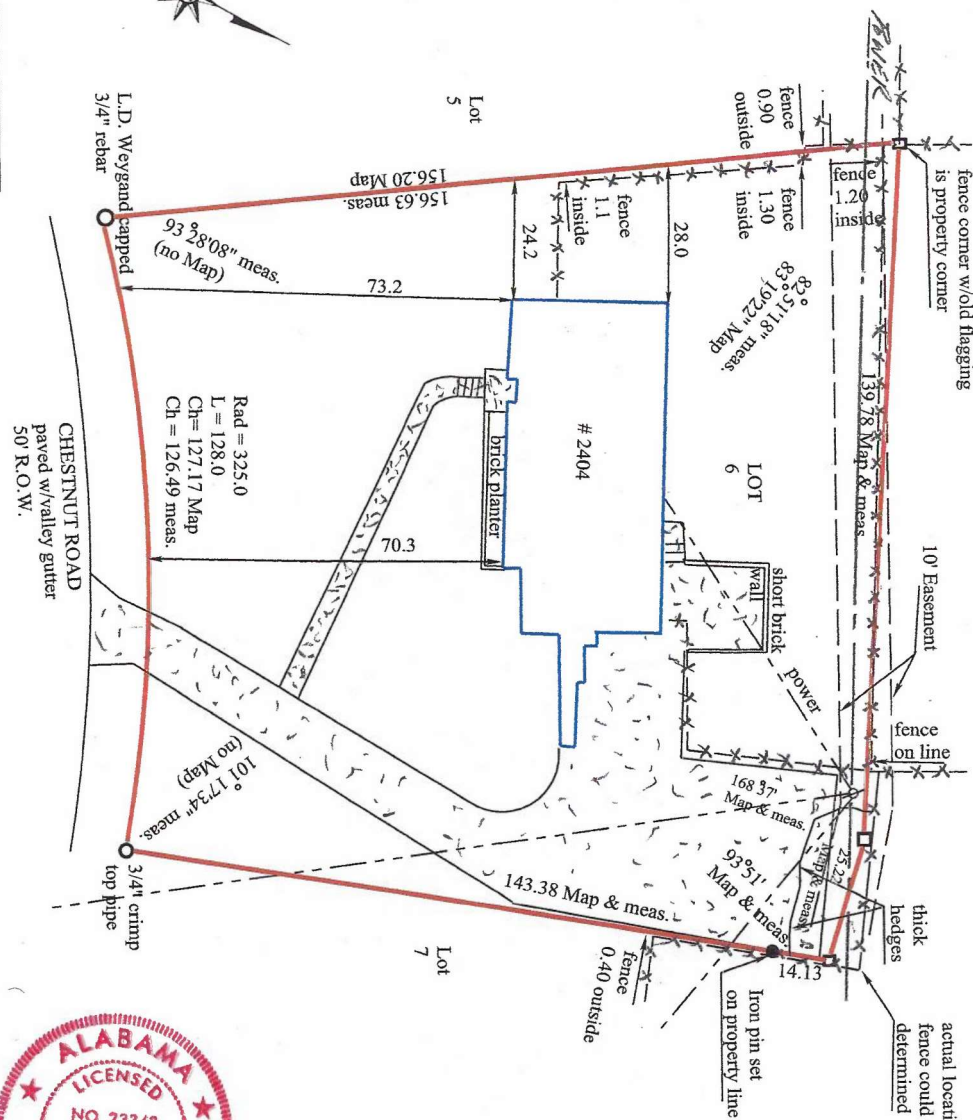 fence corner w/old flagging
is property corner
POWER
fence
0.90
outside
fence
1.20
inside
Lot
5
156.20 Map
156.63 meas.
fence
1.30
inside
fence
1.1
inside
28.0
24.2
82°51'18" meas.
83°19'22" Map
139.78 Map & meas.
10' Easement
fence
on line
L.D. Weygand capped
3/4" rebar
93°28'08" meas.
(no Map)
73.2
# 2404
LOT
6
short brick
wall
power
168°37'
Map & meas.
25.22
Map & meas.
thick
hedges
brick planter
Rad = 325.0
L = 128.0
Ch= 127.17 Map
Ch = 126.49 meas.
70.3
CHESTNUT ROAD
paved w/valley gutter
50' R.O.W.
93°51'
Map & meas.
143.38 Map & meas.
101°17'34" meas.
(no Map)
3/4" crimp
top pipe
Lot
7
fence
0.40 outside
14.13
Iron pin set
on property line
actual locati
fence could
determined
ALABAMA
LICENSED